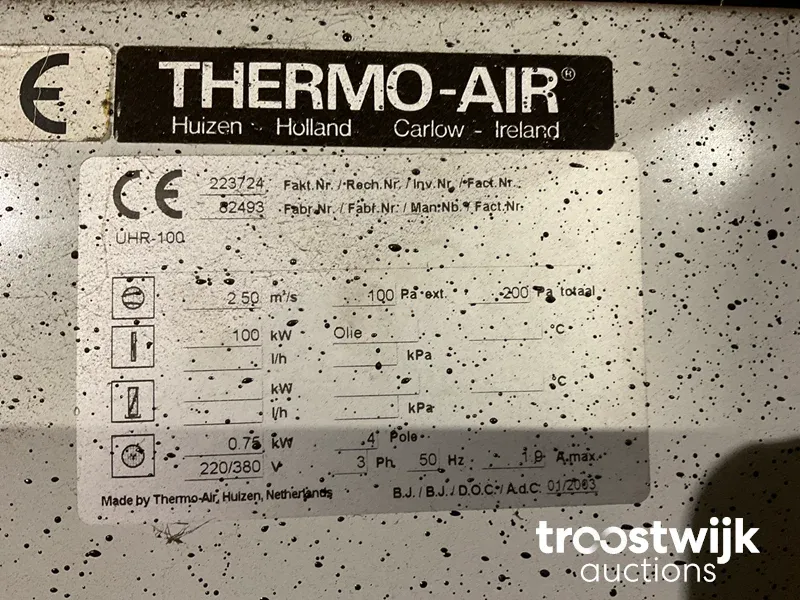 CE THERMO-AIR®
Huizen - Holland Carlow - Ireland
CE 223724 Fakt.Nr. / Rech.Nr. / Inv.Nr. / Fact.Nr.
82493 Fabr.Nr. / Fabr.Nr. / Man.Nb. / Fact.Nr.
UHR-100
2.50 m³/s 100 Pa ext. 200 Pa totaal
100 kW Olie °C
l/h kPa
kW °C
l/h kPa
0.75 kW 4 Pole
220/380 V 3 Ph. 50 Hz 1.9 A.max.
Made by Thermo-Air, Huizen, Netherlands B.J. / B.J. / D.O.C. / A.d.C. 01/2003
troostwijk
auctions